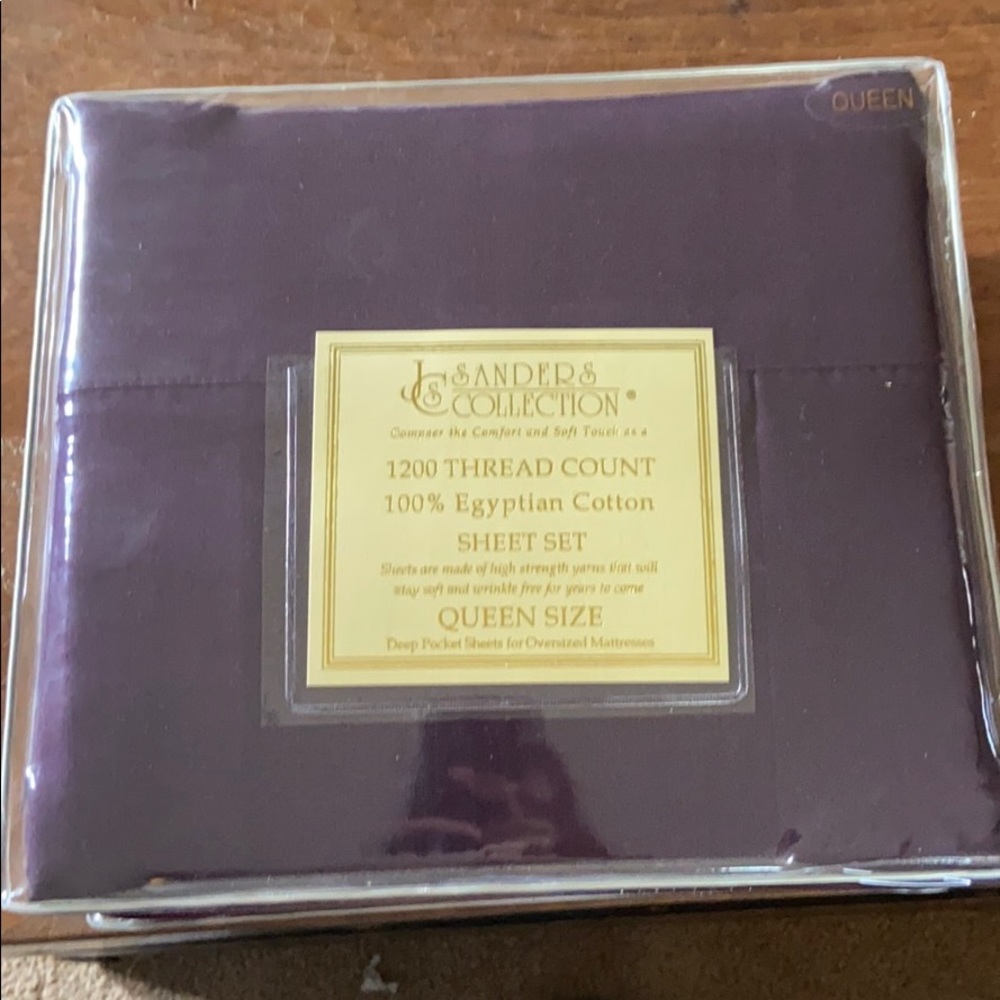 QUEEN
JCS SANDERS
COLLECTION ®
Compaer the Comfort and Soft Touch as a
1200 THREAD COUNT
100% Egyptian Cotton
SHEET SET
Sheets are made of high strength yarns that will
stay soft and wrinkle free for years to come
QUEEN SIZE
Deep Pocket Sheets for Oversized Mattresses